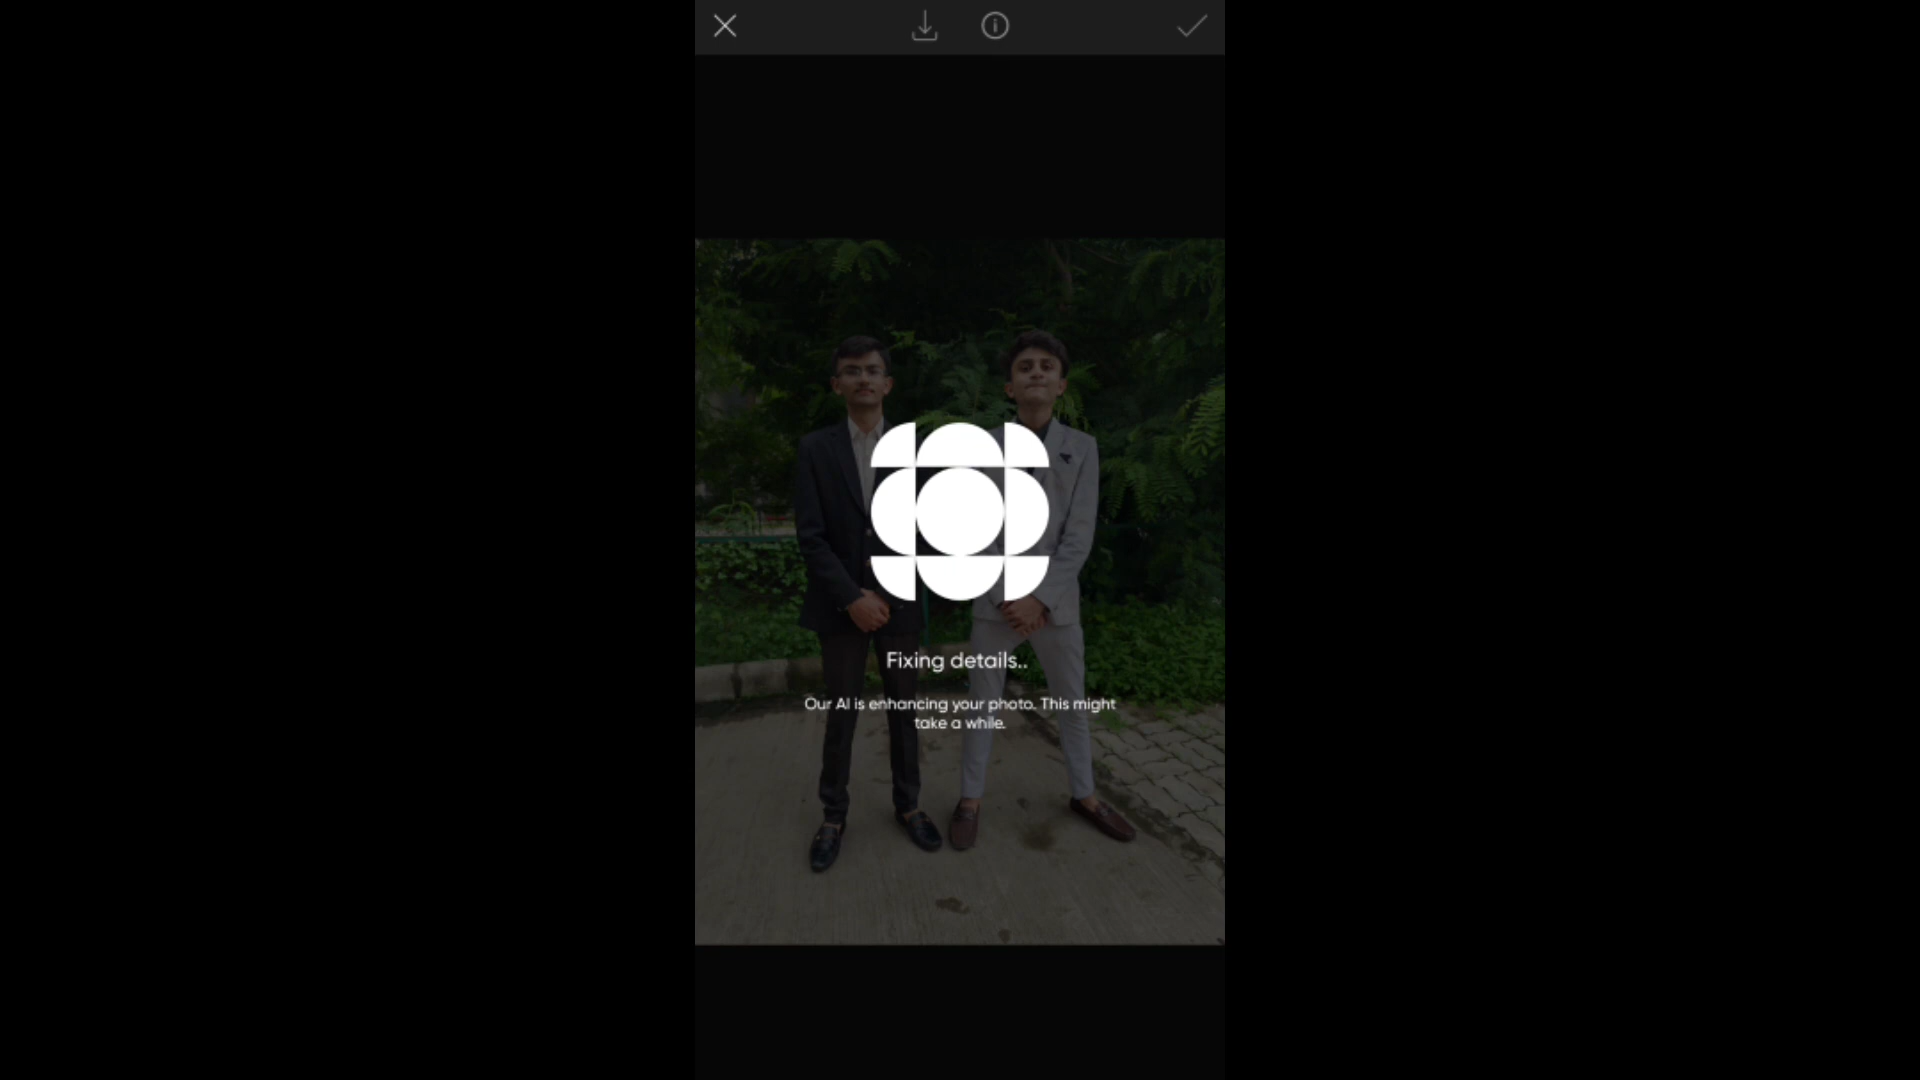 Fixing details..
Our AI is enhancing your photo. This might
take a while.